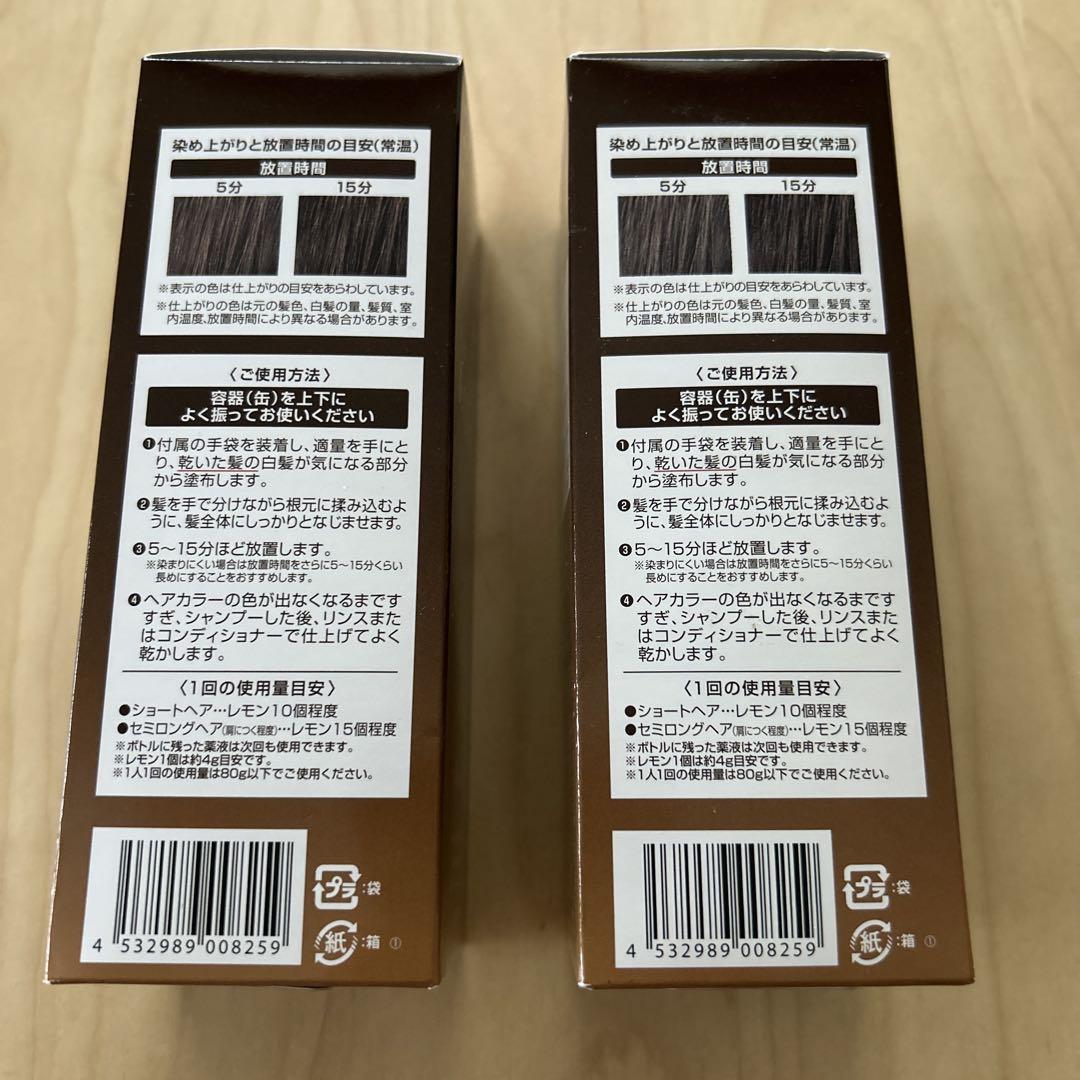 染め上がりと放置時間の目安(常温)
放置時間
5分 15分
※表示の色は仕上がりの目安をあらわしています。
※仕上がりの色は元の髪色、白髪の量、髪質、室
内温度、放置時間により異なる場合があります。
〈ご使用方法〉
容器(缶)を上下に
よく振ってお使いください
❶付属の手袋を装着し、適量を手にと
り、乾いた髪の白髪が気になる部分
から塗布します。
❷髪を手で分けながら根元に揉み込むよ
うに、髪全体にしっかりとなじませます。
❸5〜15分ほど放置します。
※染まりにくい場合は放置時間をさらに5〜15分くらい
長めにすることをおすすめします。
❹ヘアカラーの色が出なくなるまです
すぎ、シャンプーした後、リンスまた
はコンディショナーで仕上げてよく
乾かします。
〈1回の使用量目安〉
●ショートヘア…レモン10個程度
●セミロングヘア(肩につく程度)…レモン15個程度
※ボトルに残った薬液は次回も使用できます。
※レモン1個は約4g目安です。
※1人1回の使用量は80g以下でご使用ください。
4 532989 008259
プラ:袋
紙:箱 ①
染め上がりと放置時間の目安(常温)
放置時間
5分 15分
※表示の色は仕上がりの目安をあらわしています。
※仕上がりの色は元の髪色、白髪の量、髪質、室
内温度、放置時間により異なる場合があります。
〈ご使用方法〉
容器(缶)を上下に
よく振ってお使いください
❶付属の手袋を装着し、適量を手にと
り、乾いた髪の白髪が気になる部分
から塗布します。
❷髪を手で分けながら根元に揉み込むよ
うに、髪全体にしっかりとなじませます。
❸5〜15分ほど放置します。
※染まりにくい場合は放置時間をさらに5〜15分くらい
長めにすることをおすすめします。
❹ヘアカラーの色が出なくなるまです
すぎ、シャンプーした後、リンスまた
はコンディショナーで仕上げてよく
乾かします。
〈1回の使用量目安〉
●ショートヘア…レモン10個程度
●セミロングヘア(肩につく程度)…レモン15個程度
※ボトルに残った薬液は次回も使用できます。
※レモン1個は約4g目安です。
※1人1回の使用量は80g以下でご使用ください。
4 532989 008259
プラ:袋
紙:箱 ①